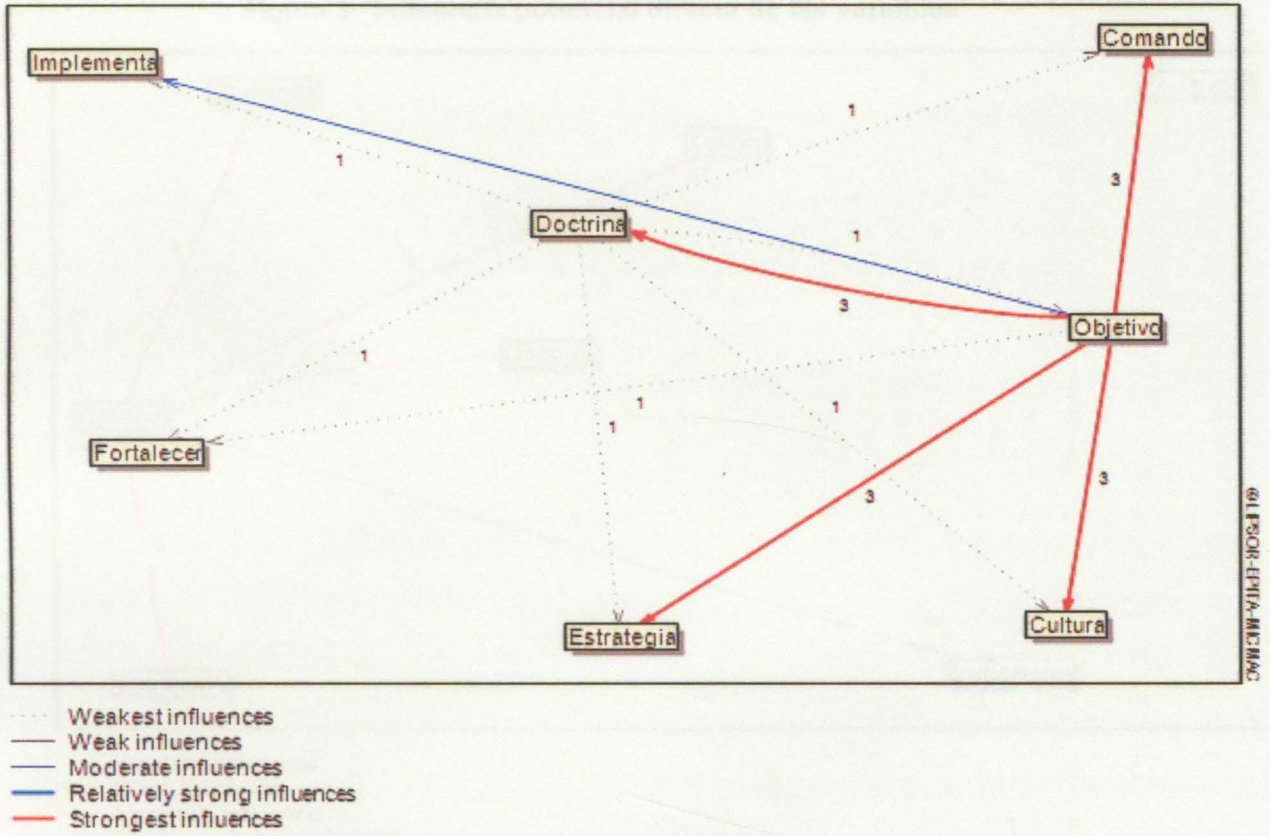 Implementa
Comando
1
1
3
Doctrina
1
3
Objetivo
1
1
1
1
Fortalecer
3
3
Estrategia
Cultura
©LIPSOR-EPITA-MICMAC
Weakest influences
Weak influences
Moderate influences
Relatively strong influences
Strongest influences